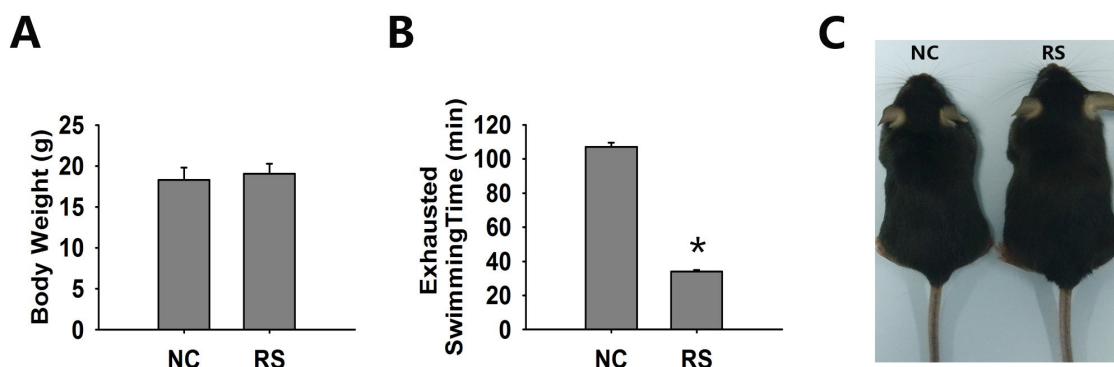 A
B
C
NC
RS
Body Weight (g)
25
20
15
10
5
0
NC
RS
Exhausted
SwimmingTime (min)
120
100
80
60
40
20
0
*
NC
RS